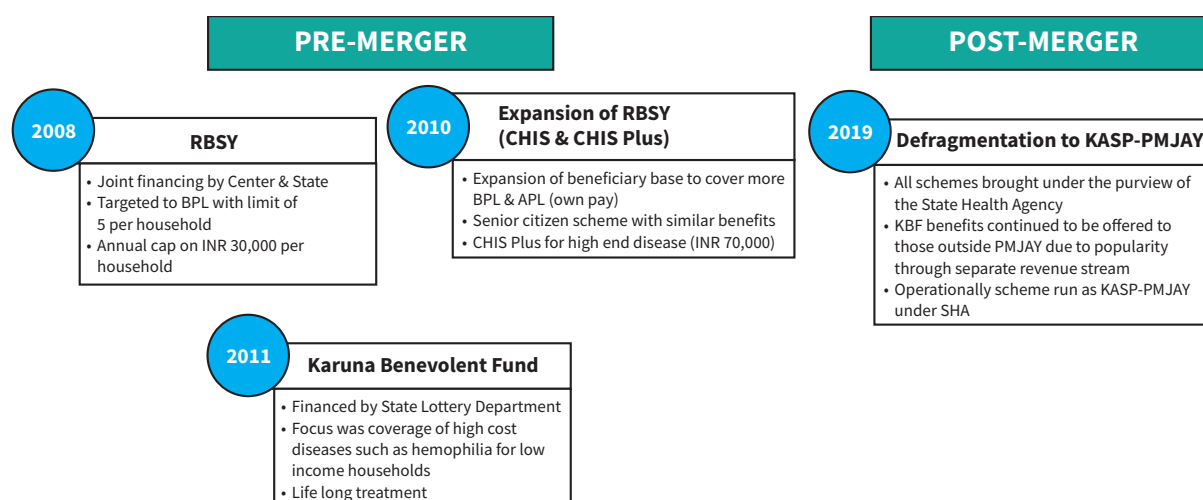 PRE-MERGER
POST-MERGER
2008
RBSY
• Joint financing by Center & State
• Targeted to BPL with limit of
5 per household
• Annual cap on INR 30,000 per
household
2010
Expansion of RBSY
(CHIS & CHIS Plus)
• Expansion of beneficiary base to cover more
BPL & APL (own pay)
• Senior citizen scheme with similar benefits
• CHIS Plus for high end disease (INR 70,000)
2019
Defragmentation to KASP-PMJAY
• All schemes brought under the purview of
the State Health Agency
• KBF benefits continued to be offered to
those outside PMJAY due to popularity
through separate revenue stream
• Operationally scheme run as KASP-PMJAY
under SHA
2011
Karuna Benevolent Fund
• Financed by State Lottery Department
• Focus was coverage of high cost
diseases such as hemophilia for low
income households
• Life long treatment